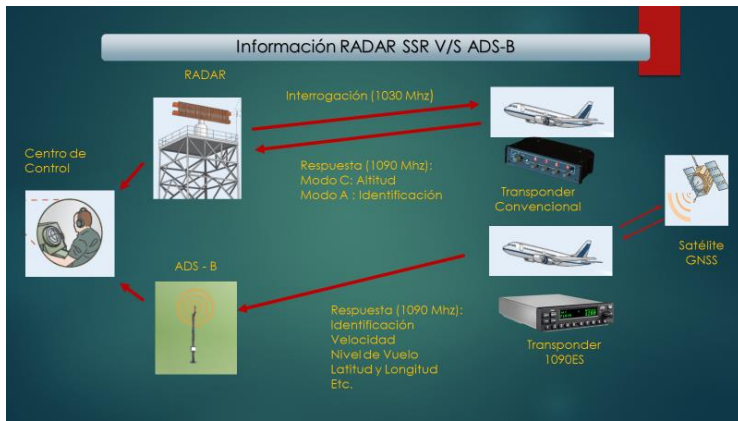 Información RADAR SSR V/S ADS-B
RADAR
Interrogación (1030 Mhz)
Centro de
Control
Respuesta (1090 Mhz):
Modo C: Altitud
Modo A : Identificación
Transponder
Convencional
Satélite
GNSS
ADS - B
Respuesta (1090 Mhz):
Identificación
Velocidad
Nivel de Vuelo
Latitud y Longitud
Etc.
Transponder
1090ES